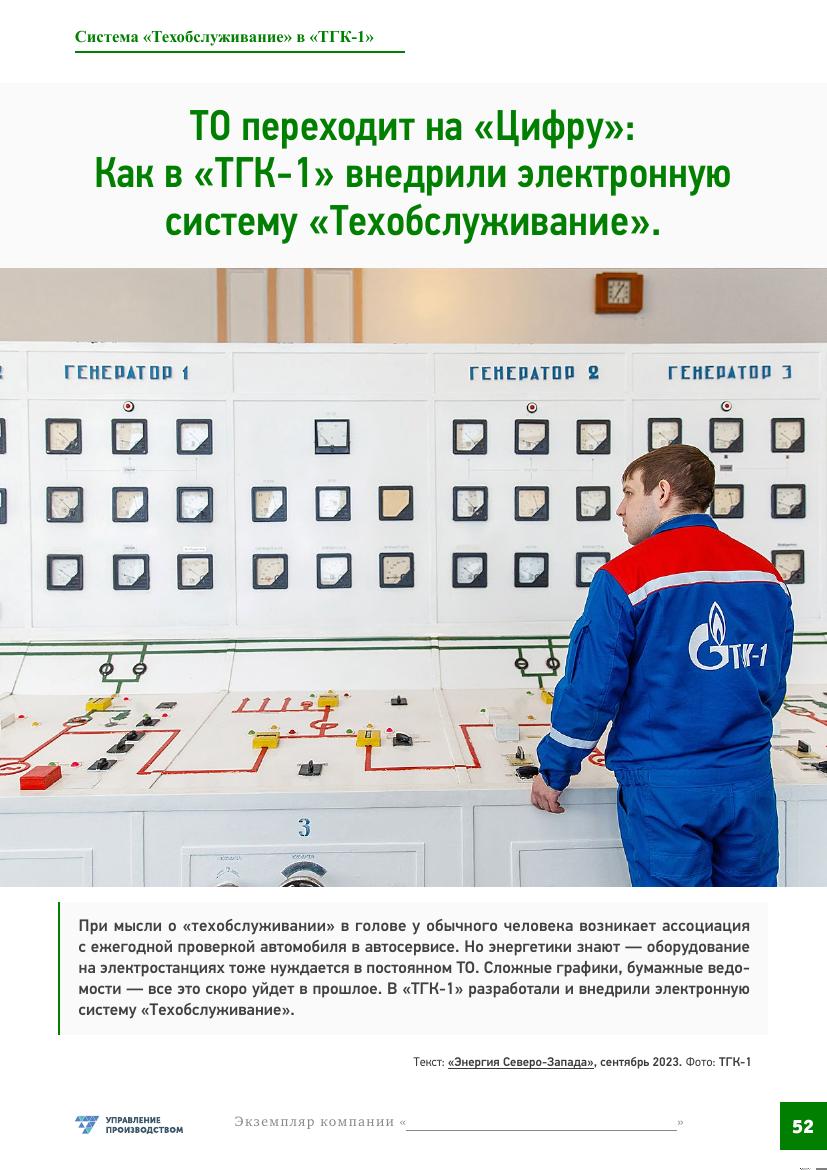 Система «Техобслуживание» в «ТГК-1»
ТО переходит на «Цифру»:
Как в «ТГК-1» внедрили электронную
систему «Техобслуживание».
ГЕНЕРАТОР 1
ГЕНЕРАТОР 2
ГЕНЕРАТОР 3
ТГК-1
3
При мысли о «техобслуживании» в голове у обычного человека возникает ассоциация
с ежегодной проверкой автомобиля в автосервисе. Но энергетики знают — оборудование
на электростанциях тоже нуждается в постоянном ТО. Сложные графики, бумажные ведо-
мости — все это скоро уйдет в прошлое. В «ТГК-1» разработали и внедрили электронную
систему «Техобслуживание».
Текст: «Энергия Северо-Запада», сентябрь 2023. Фото: ТГК-1
УПРАВЛЕНИЕ
ПРОИЗВОДСТВОМ
Экземпляр компании «___________________________»
52